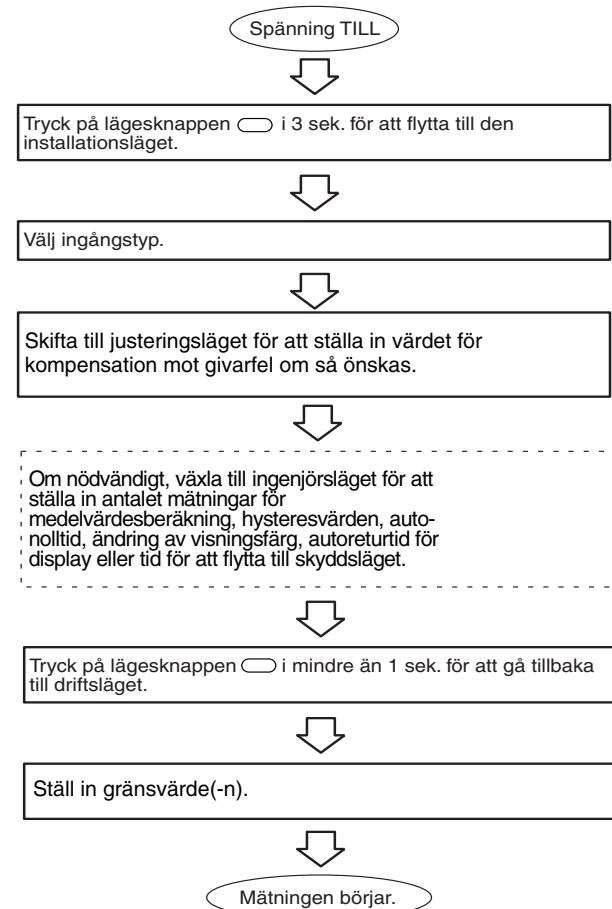 Spänning TILL
Tryck på lägesknappen i 3 sek. för att flytta till den
installationsläget.
Välj ingångstyp.
Skifta till justeringsläget för att ställa in värdet för
kompensation mot givarfel om så önskas.
Om nödvändigt, växla till ingenjörsläget för att
ställa in antalet mätningar för
medelvärdesberäkning, hysteresvärden, auto-
nolltid, ändring av visningsfärg, autoreturtid för
display eller tid för att flytta till skyddsläget.
Tryck på lägesknappen i mindre än 1 sek. för att gå tillbaka
till driftsläget.
Ställ in gränsvärde(-n).
Mätningen börjar.